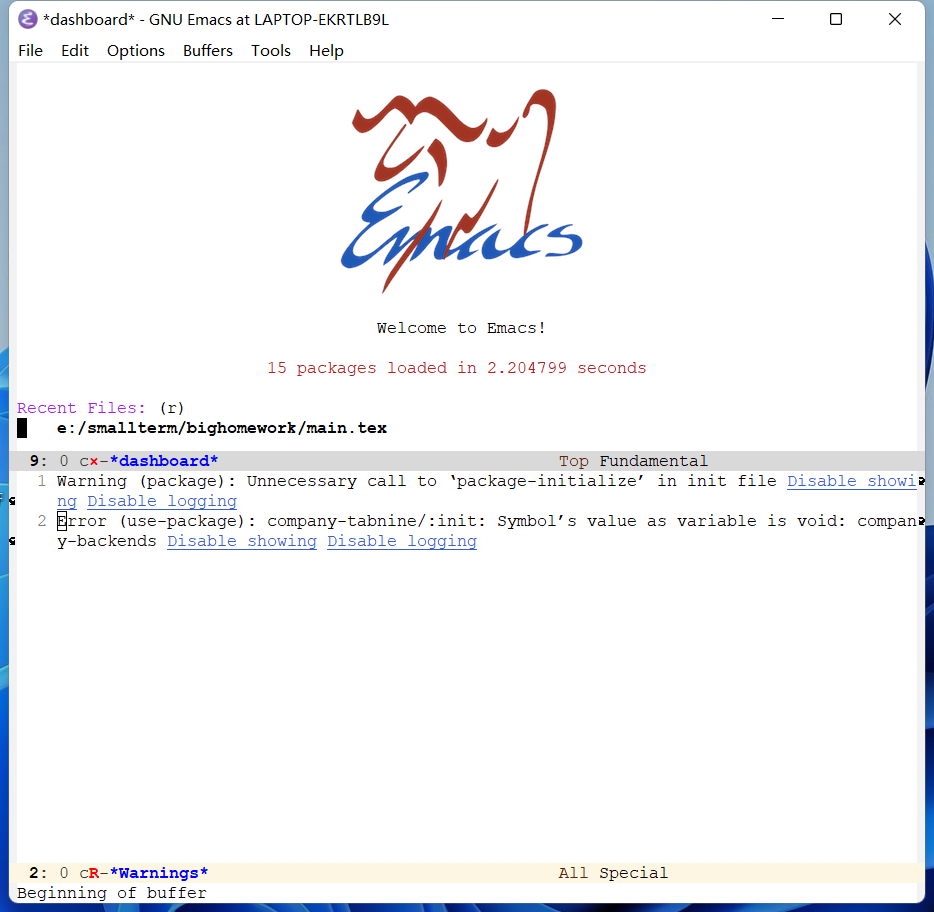 *dashboard* - GNU Emacs at LAPTOP-EKRTLB9L
File Edit Options Buffers Tools Help
Emacs
Welcome to Emacs!
15 packages loaded in 2.204799 seconds
Recent Files: (r)
e:/smallterm/bighomework/main.tex
9: 0 c×-*dashboard* Top Fundamental
1 Warning (package): Unnecessary call to ‘package-initialize’ in init file Disable showi
ng Disable logging
2 Error (use-package): company-tabnine/:init: Symbol’s value as variable is void: compan
y-backends Disable showing Disable logging
2: 0 cR-*Warnings* All Special
Beginning of buffer